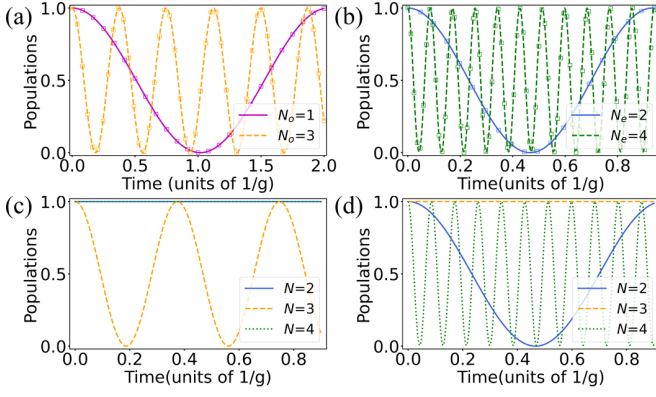 (a)
1.0
0.5
0.0
Populations
N_o=1
N_o=3
0.0 0.5 1.0 1.5 2.0
Time (units of 1/g)
(b)
1.0
0.5
0.0
Populations
N_e=2
N_e=4
0.0 0.2 0.4 0.6 0.8
Time(units of 1/g)
(c)
1.0
0.5
0.0
Populations
N=2
N=3
N=4
0.0 0.2 0.4 0.6 0.8
Time(units of 1/g)
(d)
1.0
0.5
0.0
Populations
N=2
N=3
N=4
0.0 0.2 0.4 0.6 0.8
Time(units of 1/g)